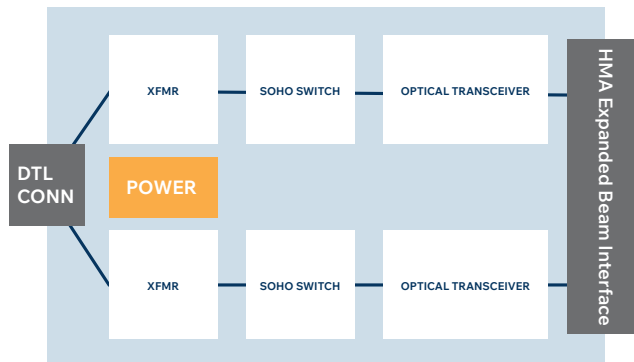 XFMR
SOHO SWITCH
OPTICAL TRANSCEIVER
HMA Expanded Beam Interface
DTL
CONN
POWER
XFMR
SOHO SWITCH
OPTICAL TRANSCEIVER